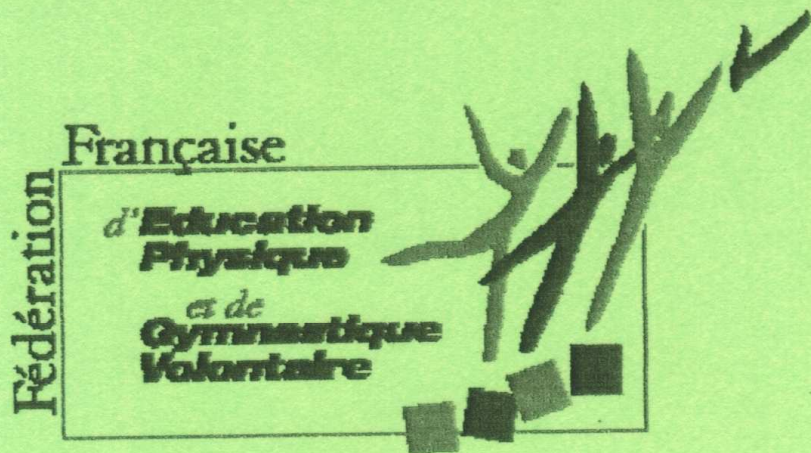 Fédération
Française
d'Education
Physique
et de
Gymnastique
Volontaire